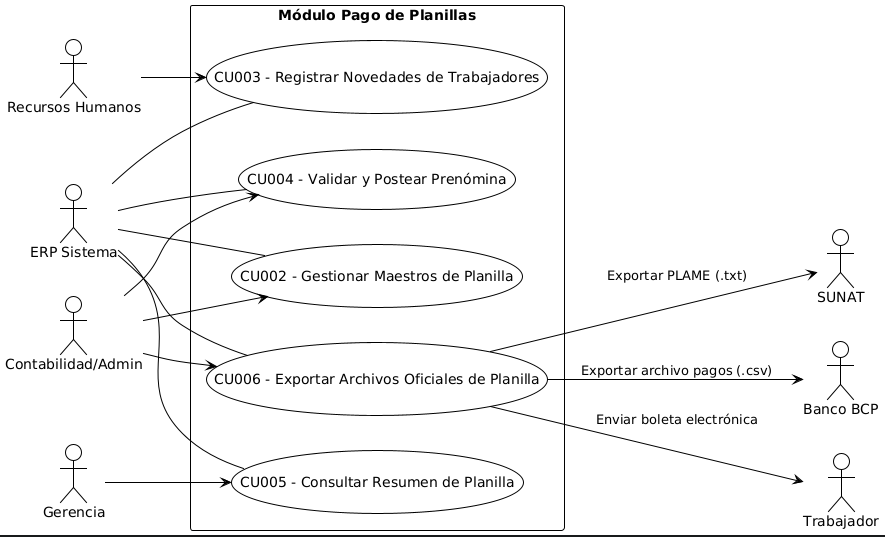 Módulo Pago de Planillas
CU003 - Registrar Novedades de Trabajadores
Recursos Humanos
CU004 - Validar y Postear Prenómina
ERP Sistema
CU002 - Gestionar Maestros de Planilla
Exportar PLAME (.txt)
SUNAT
Contabilidad/Admin
CU006 - Exportar Archivos Oficiales de Planilla
Exportar archivo pagos (.csv)
Banco BCP
Enviar boleta electrónica
CU005 - Consultar Resumen de Planilla
Gerencia
Trabajador